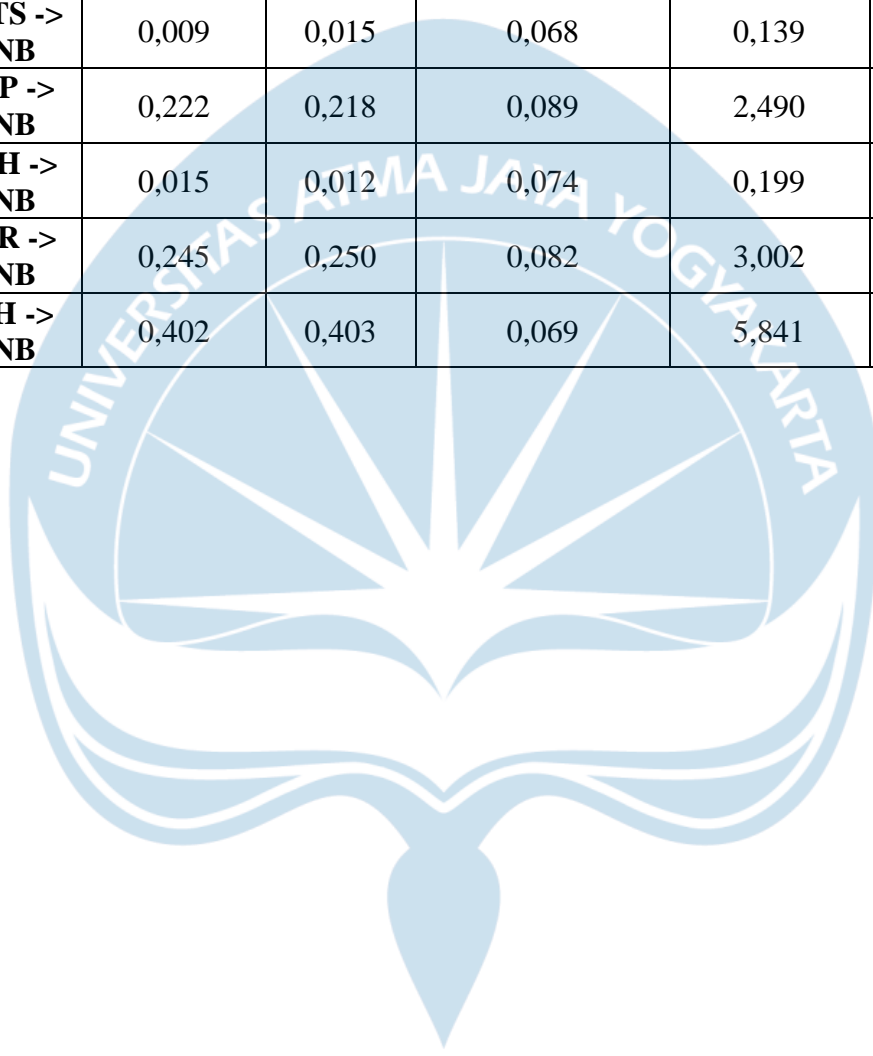 TS ->
NB 0,009 0,015 0,068 0,139
P ->
NB 0,222 0,218 0,089 2,490
H ->
NB 0,015 0,012 0,074 0,199
R ->
NB 0,245 0,250 0,082 3,002
H ->
NB 0,402 0,403 0,069 5,841
UNIVERSITAS ATMA JAYA YOGYAKARTA